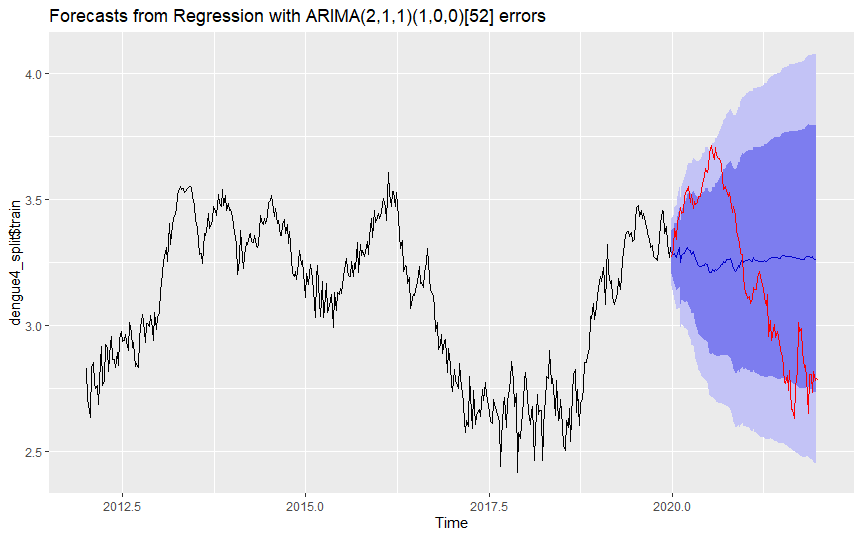 Forecasts from Regression with ARIMA(2,1,1)(1,0,0)[52] errors
4.0
3.5
3.0
2.5
dengue4_split$train
2012.5
2015.0
2017.5
2020.0
Time